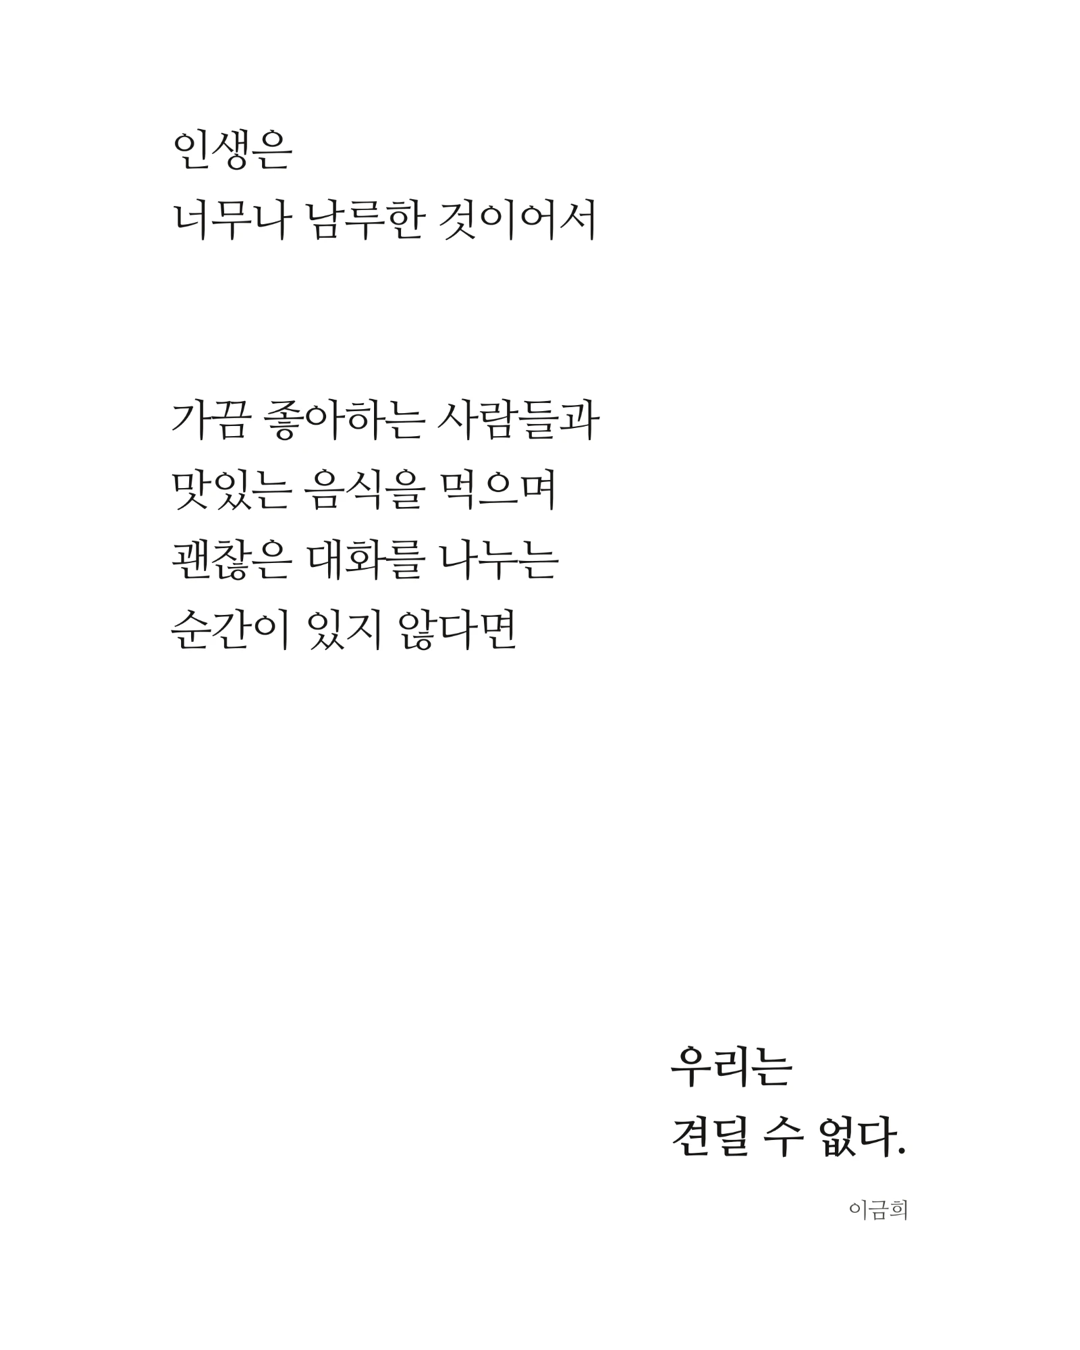 인생은
너무나 남루한 것이어서
가끔 좋아하는 사람들과
맛있는 음식을 먹으며
괜찮은 대화를 나누는
순간이 있지 않다면
우리는
견딜 수 없다.
이금희